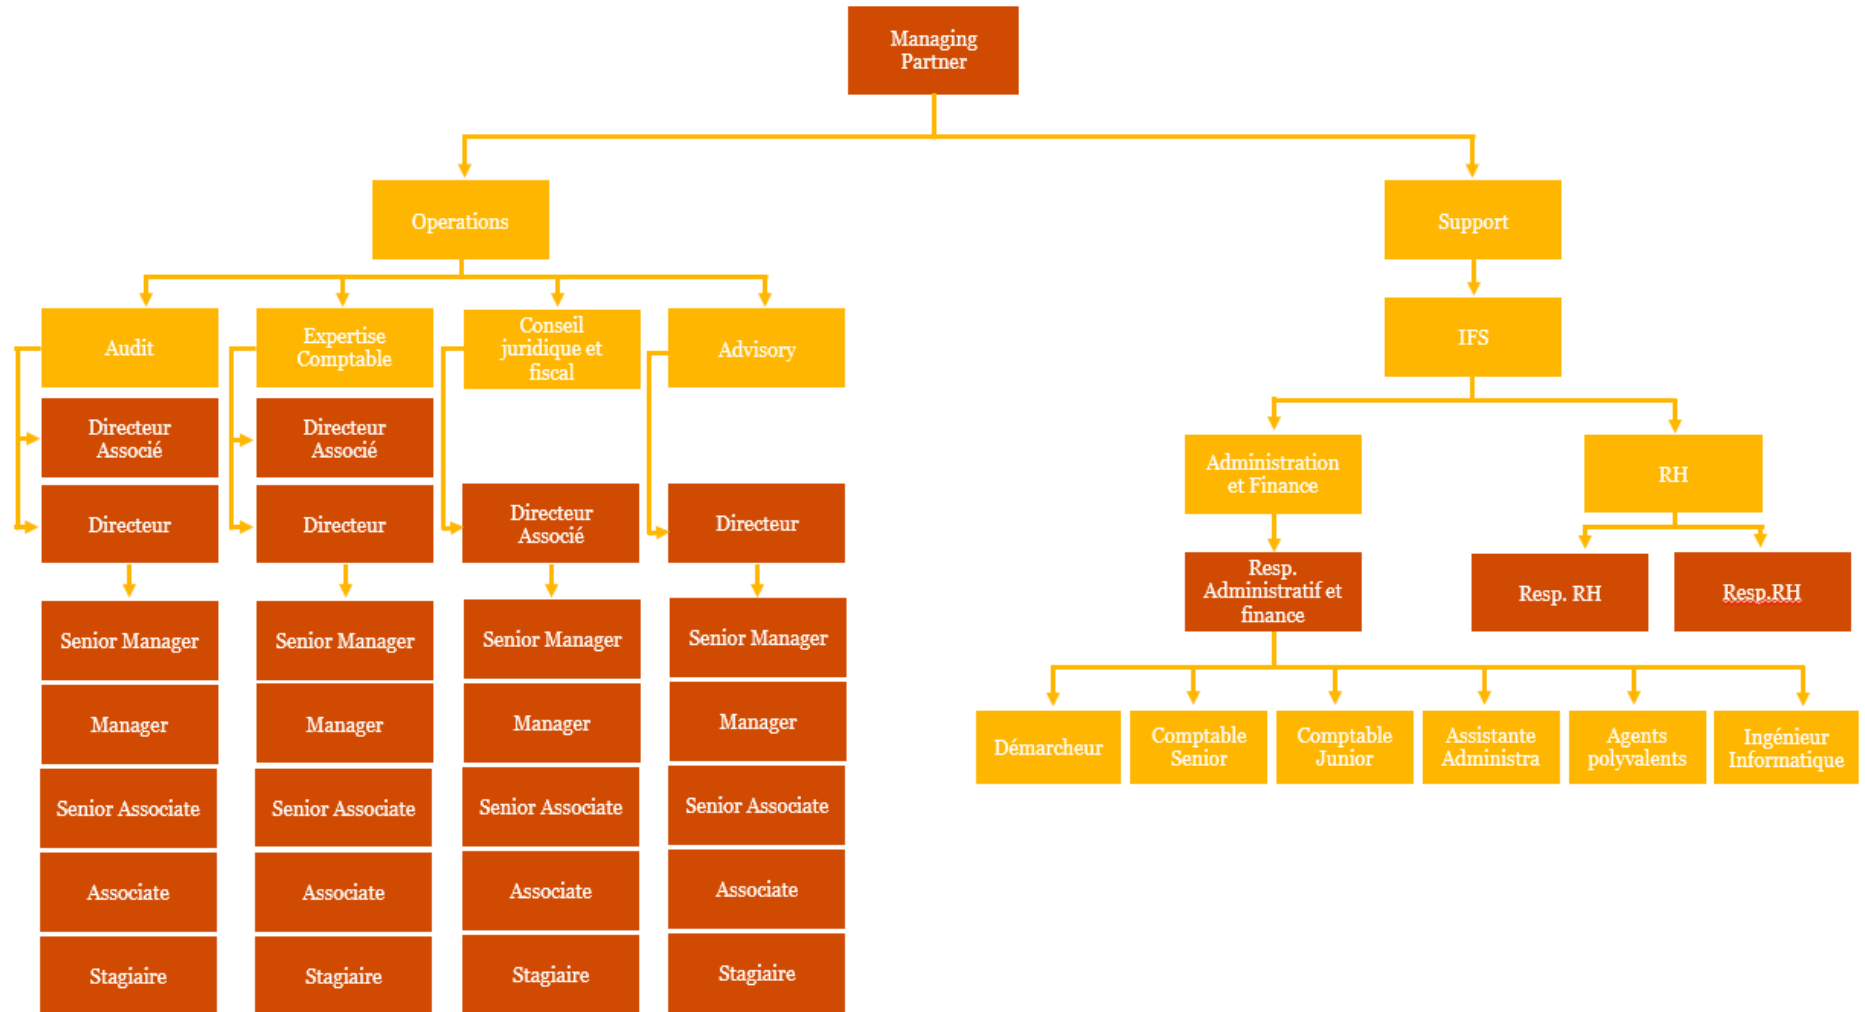 Managing
Partner
Operations
Support
Audit
Expertise
Comptable
Conseil
juridique et
fiscal
Advisory
IFS
Directeur
Associé
Directeur
Associé
Administration
et Finance
RH
Directeur
Directeur
Directeur
Associé
Directeur
Resp.
Administratif et
finance
Resp. RH
Resp.RH
Senior Manager
Senior Manager
Senior Manager
Senior Manager
Manager
Manager
Manager
Manager
Démarcheur
Comptable
Senior
Comptable
Junior
Assistante
Administra
Agents
polyvalents
Ingénieur
Informatique
Senior Associate
Senior Associate
Senior Associate
Senior Associate
Associate
Associate
Associate
Associate
Stagiaire
Stagiaire
Stagiaire
Stagiaire